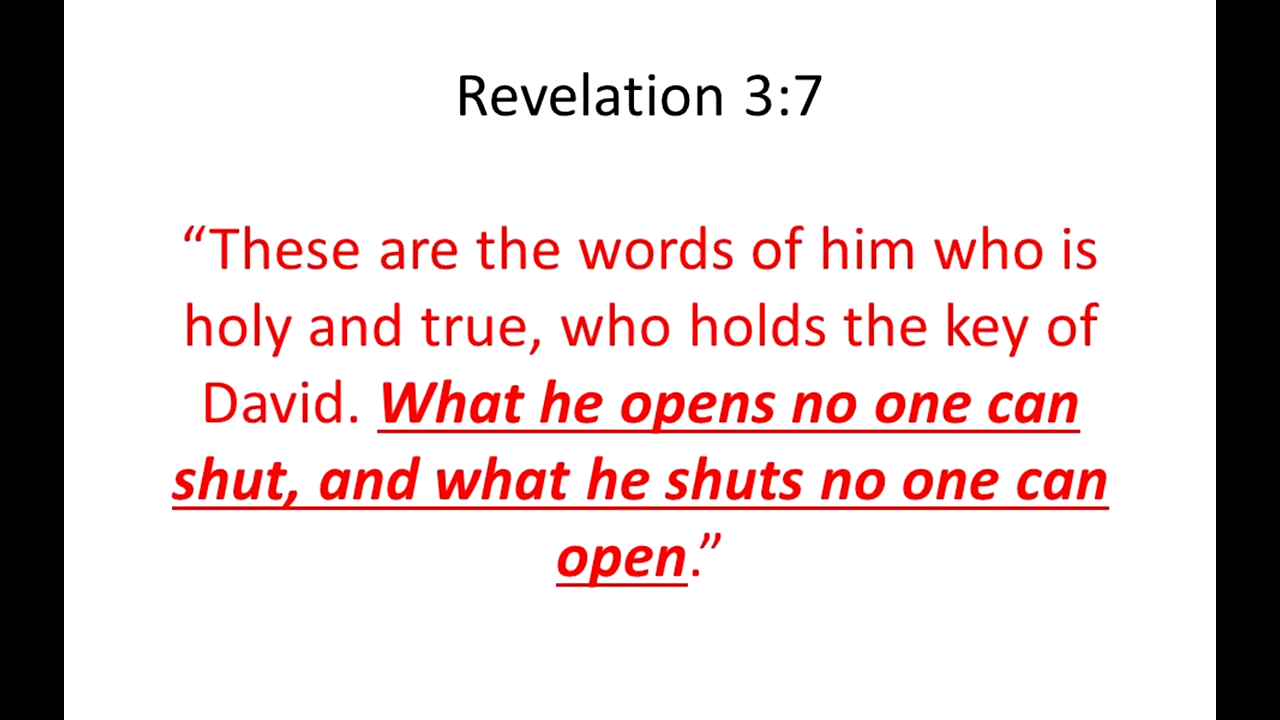 Revelation 3:7
“These are the words of him who is
holy and true, who holds the key of
David. What he opens no one can
shut, and what he shuts no one can
open.”